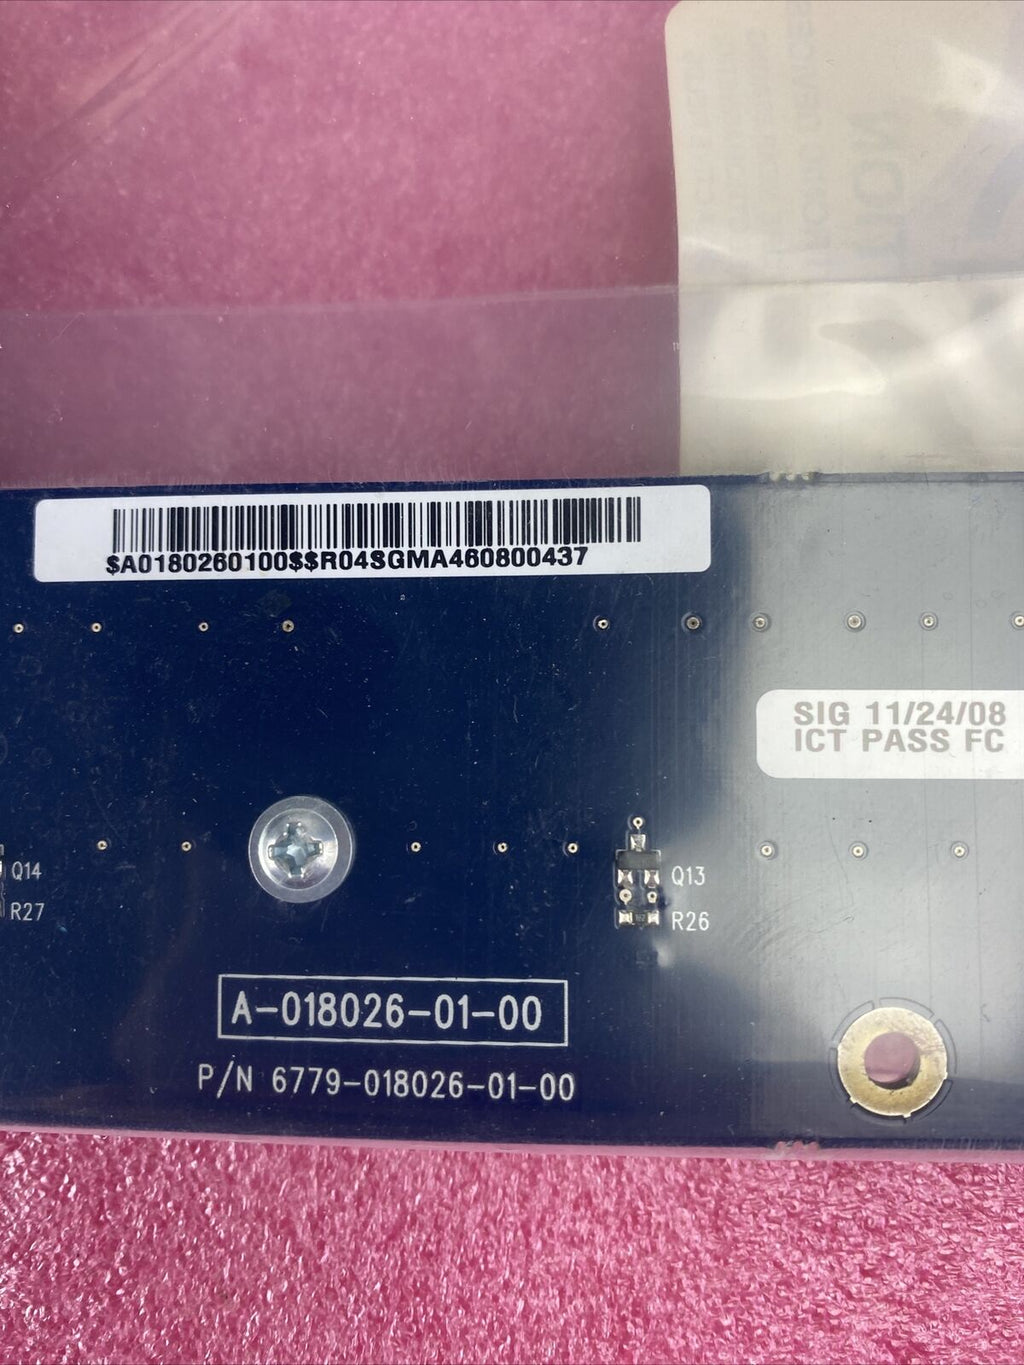 $A0180260100$$R04SGMA460800437
SIG 11/24/08
ICT PASS FC
Q14
R27
Q13
R26
A-018026-01-00
P/N 6779-018026-01-00